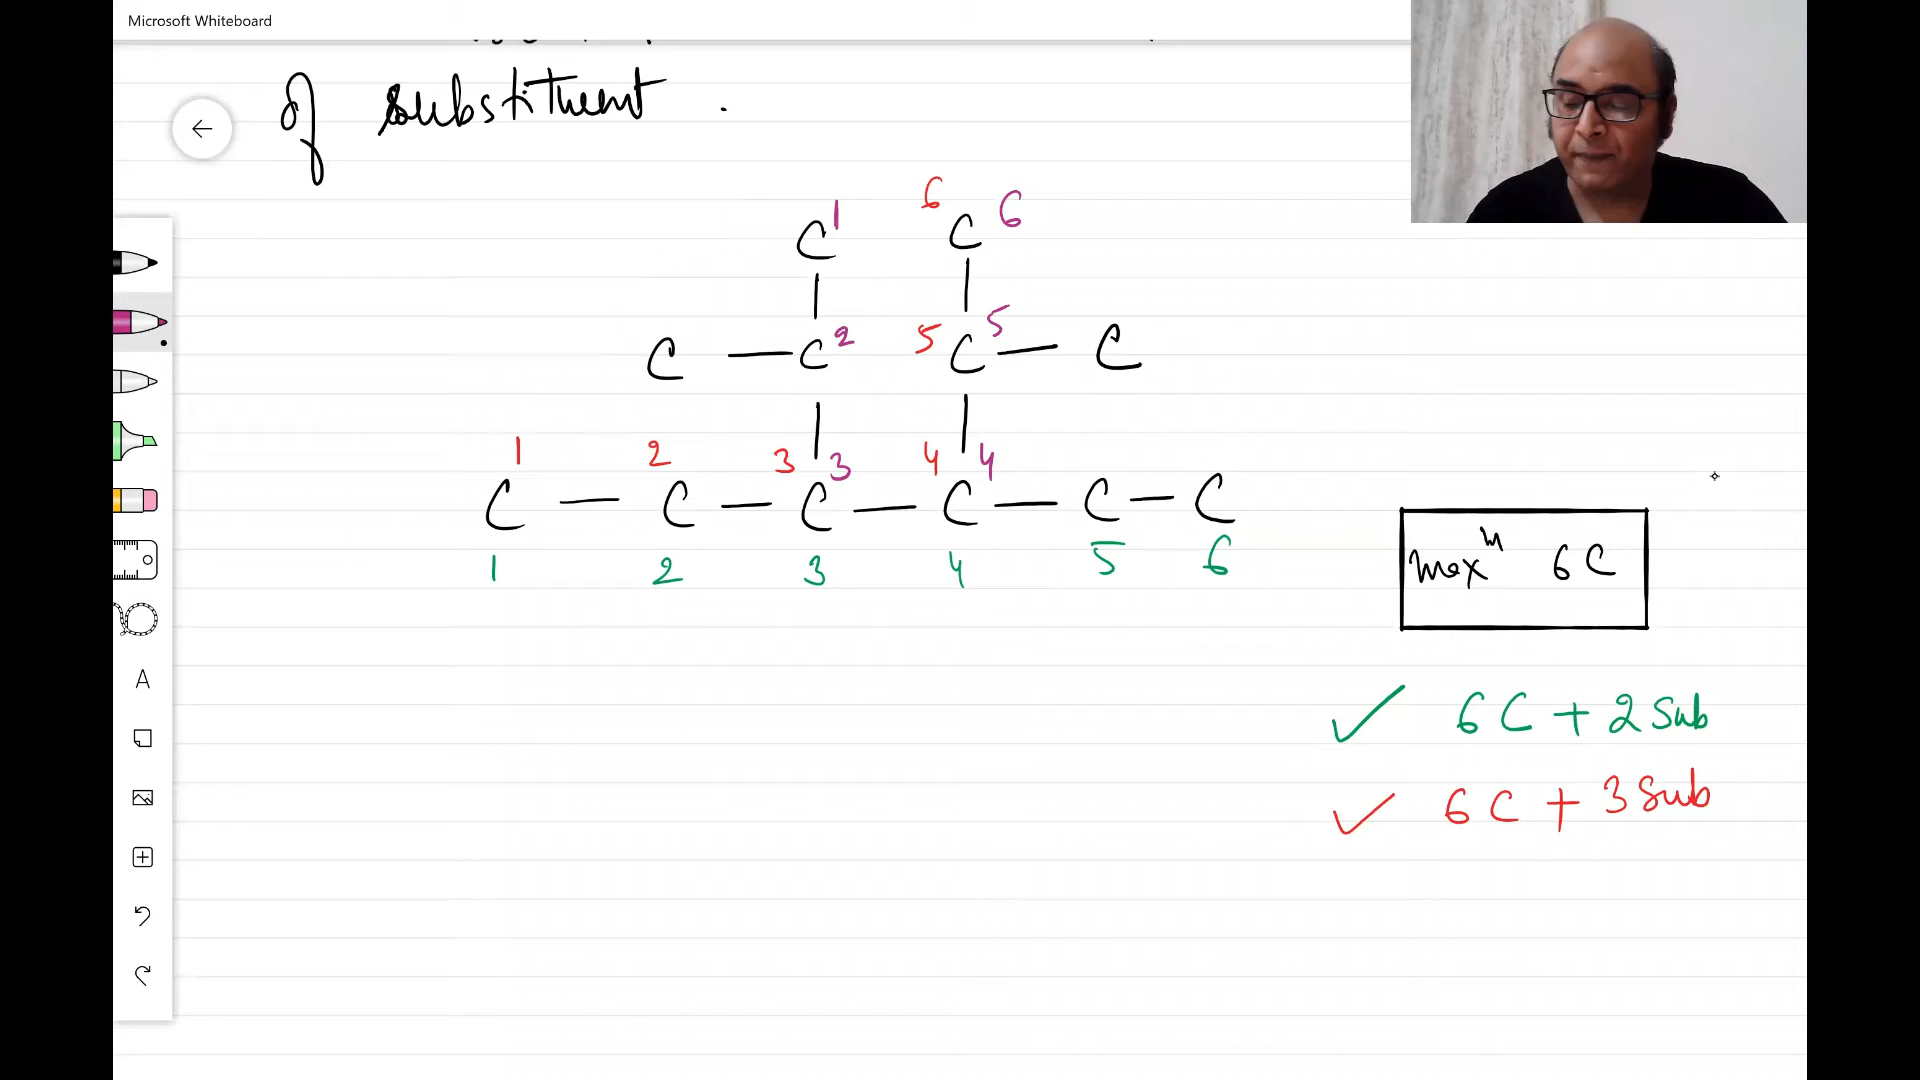 Microsoft Whiteboard
of substituent .
C 1 6 C 6
C — C 2 5 C 5 — C
1 2 3 3 4 4
C — C — C — C — C — C
1 2 3 4 5 6
max^m 6 C
✓ 6 C + 2 Sub
✓ 6 C + 3 Sub
A